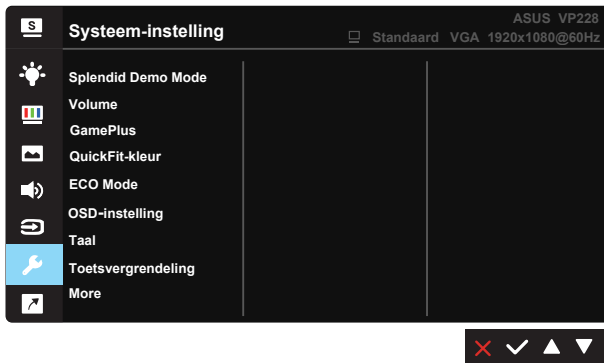 S
Systeem-instelling
ASUS VP228
Standaard VGA 1920x1080@60Hz
Splendid Demo Mode
Volume
GamePlus
QuickFit-kleur
ECO Mode
OSD-instelling
Taal
Toetsvergrendeling
More